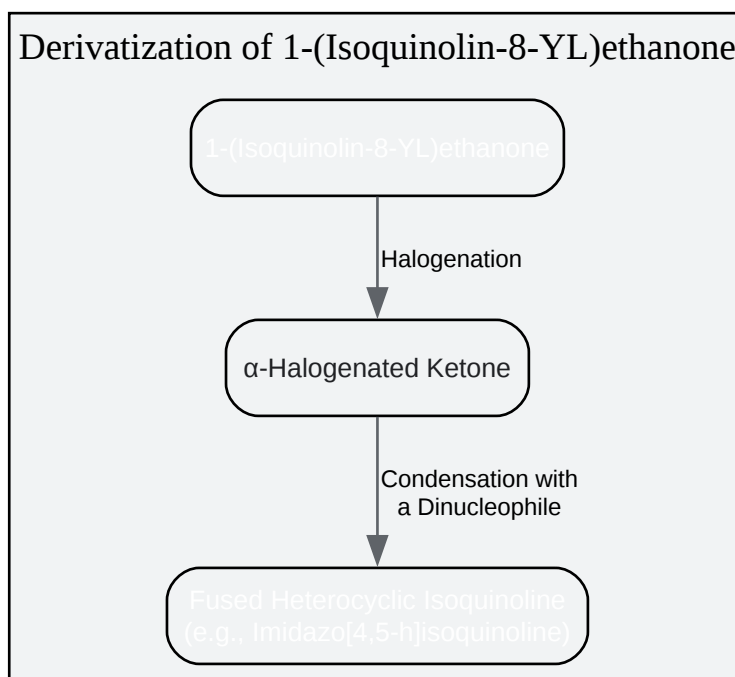 Derivatization of 1-(Isoquinolin-8-YL)ethanone
1-(Isoquinolin-8-YL)ethanone
Halogenation
α-Halogenated Ketone
Condensation with
a Dinucleophile
Fused Heterocyclic Isoquinoline
(e.g., Imidazo[4,5-h]isoquinoline)